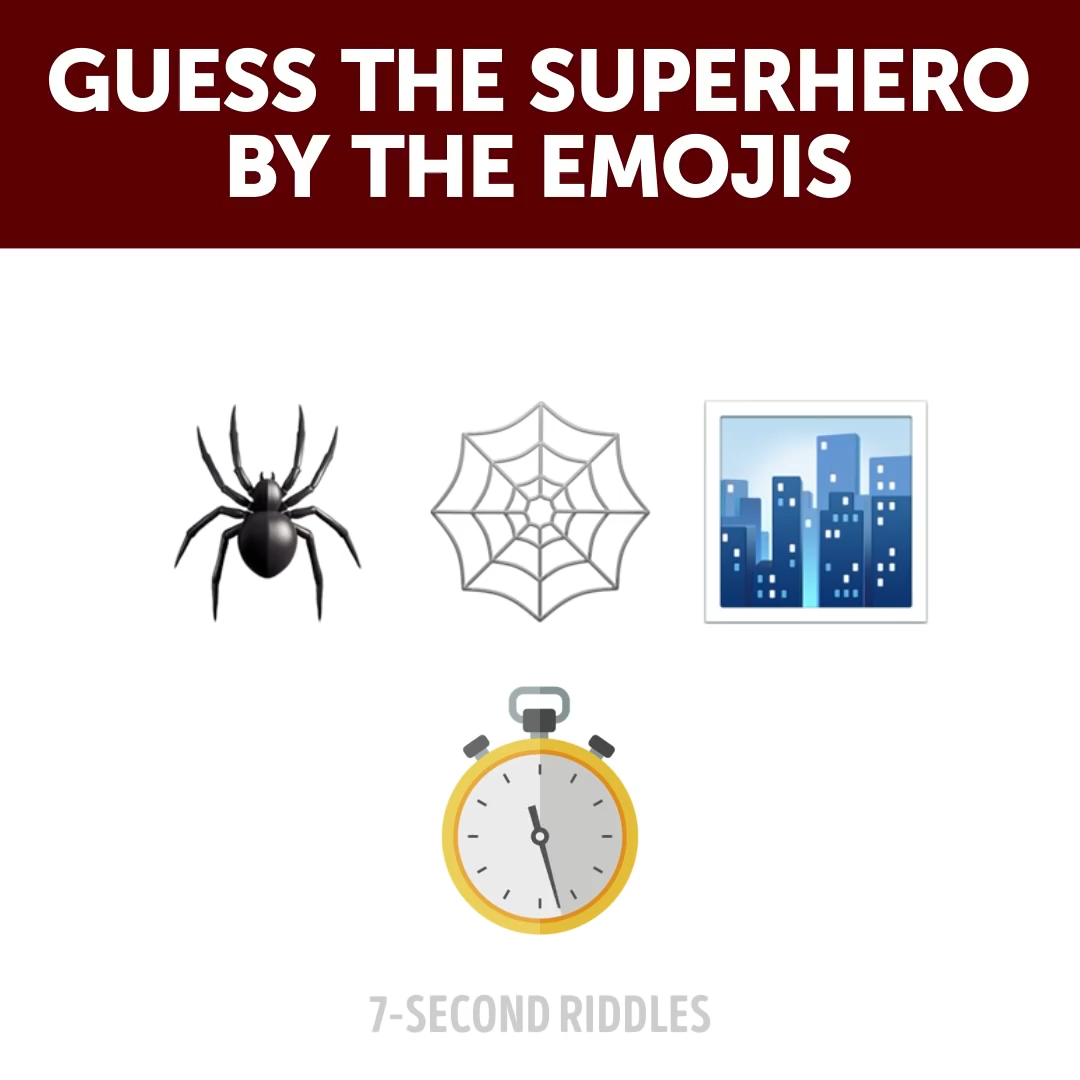 GUESS THE SUPERHERO
BY THE EMOJIS
7-SECOND RIDDLES